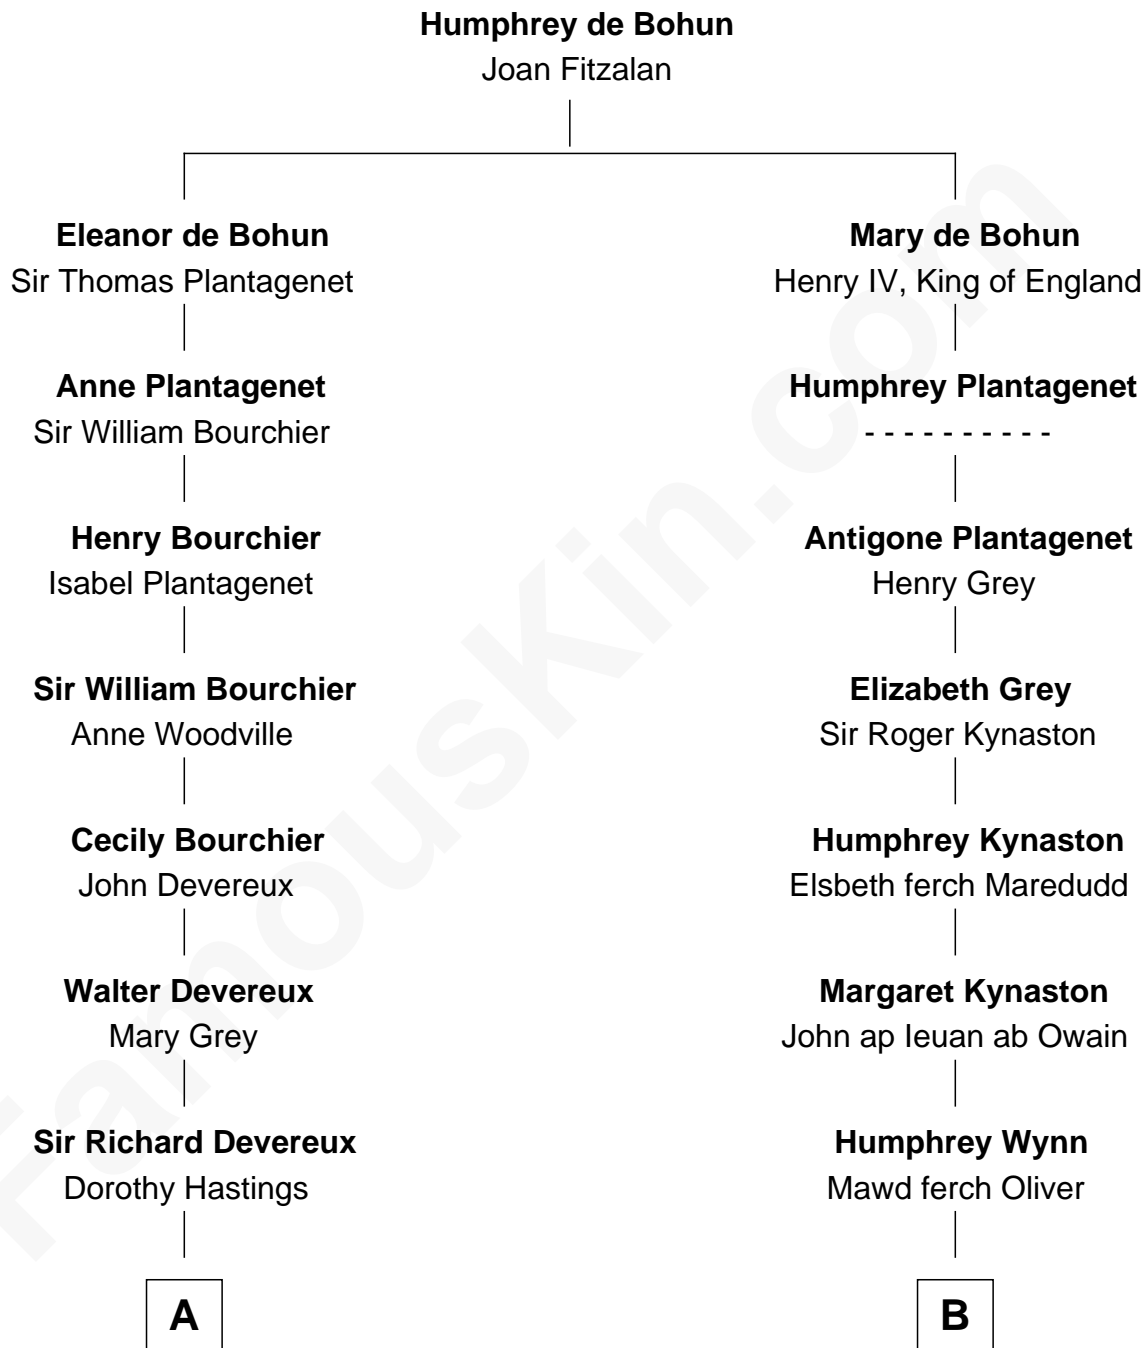 Humphrey de Bohun
Joan Fitzalan
Eleanor de Bohun
Sir Thomas Plantagenet
Mary de Bohun
Henry IV, King of England
Anne Plantagenet
Sir William Bourchier
Humphrey Plantagenet
- - - - - - - - - -
Henry Bourchier
Isabel Plantagenet
Antigone Plantagenet
Henry Grey
Sir William Bourchier
Anne Woodville
Elizabeth Grey
Sir Roger Kynaston
Cecily Bourchier
John Devereux
Humphrey Kynaston
Elsbeth ferch Maredudd
Walter Devereux
Mary Grey
Margaret Kynaston
John ap Ieuan ab Owain
Sir Richard Devereux
Dorothy Hastings
Humphrey Wynn
Mawd ferch Oliver
A
B
FamousKin.com